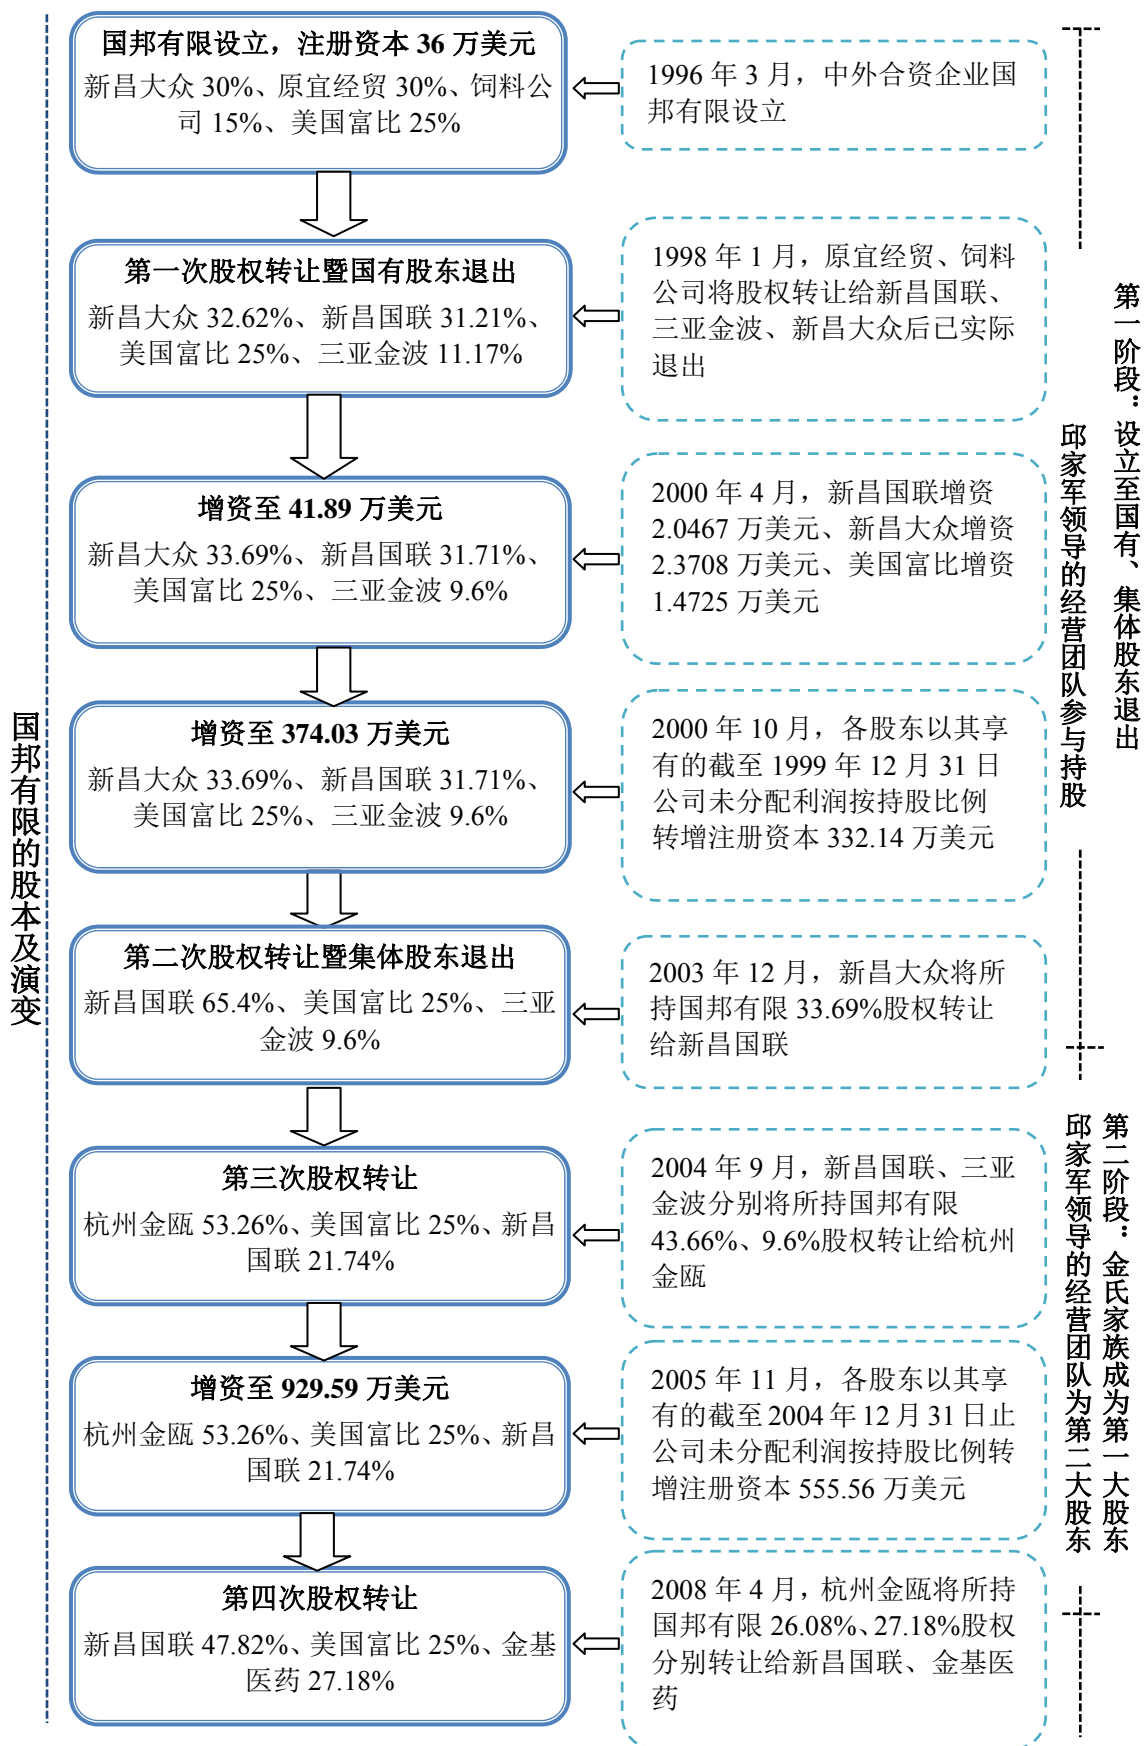 国邦有限设立，注册资本 36 万美元
新昌大众 30%、原宜经贸 30%、饲料公
司 15%、美国富比 25%
1996 年 3 月，中外合资企业国
邦有限设立
第一次股权转让暨国有股东退出
新昌大众 32.62%、新昌国联 31.21%、
美国富比 25%、三亚金波 11.17%
1998 年 1 月，原宜经贸、饲料
公司将股权转让给新昌国联、
三亚金波、新昌大众后已实际
退出
增资至 41.89 万美元
新昌大众 33.69%、新昌国联 31.71%、
美国富比 25%、三亚金波 9.6%
2000 年 4 月，新昌国联增资
2.0467 万美元、新昌大众增资
2.3708 万美元、美国富比增资
1.4725 万美元
增资至 374.03 万美元
新昌大众 33.69%、新昌国联 31.71%、
美国富比 25%、三亚金波 9.6%
2000 年 10 月，各股东以其享
有的截至 1999 年 12 月 31 日
公司未分配利润按持股比例
转增注册资本 332.14 万美元
第二次股权转让暨集体股东退出
新昌国联 65.4%、美国富比 25%、三亚
金波 9.6%
2003 年 12 月，新昌大众将所
持国邦有限 33.69%股权转让
给新昌国联
第三次股权转让
杭州金瓯 53.26%、美国富比 25%、新昌
国联 21.74%
2004 年 9 月，新昌国联、三亚
金波分别将所持国邦有限
43.66%、9.6%股权转让给杭州
金瓯
增资至 929.59 万美元
杭州金瓯 53.26%、美国富比 25%、新昌
国联 21.74%
2005 年 11 月，各股东以其享
有的截至 2004 年 12 月 31 日止
公司未分配利润按持股比例转
增注册资本 555.56 万美元
第四次股权转让
新昌国联 47.82%、美国富比 25%、金基
医药 27.18%
2008 年 4 月，杭州金瓯将所持
国邦有限 26.08%、27.18%股权
分别转让给新昌国联、金基医
药
国邦有限的股本及演变
第一阶段：设立至国有、集体股东退出
邱家军领导的经营团队参与持股
第二阶段：金氏家族成为第一大股东
邱家军领导的经营团队为第二大股东